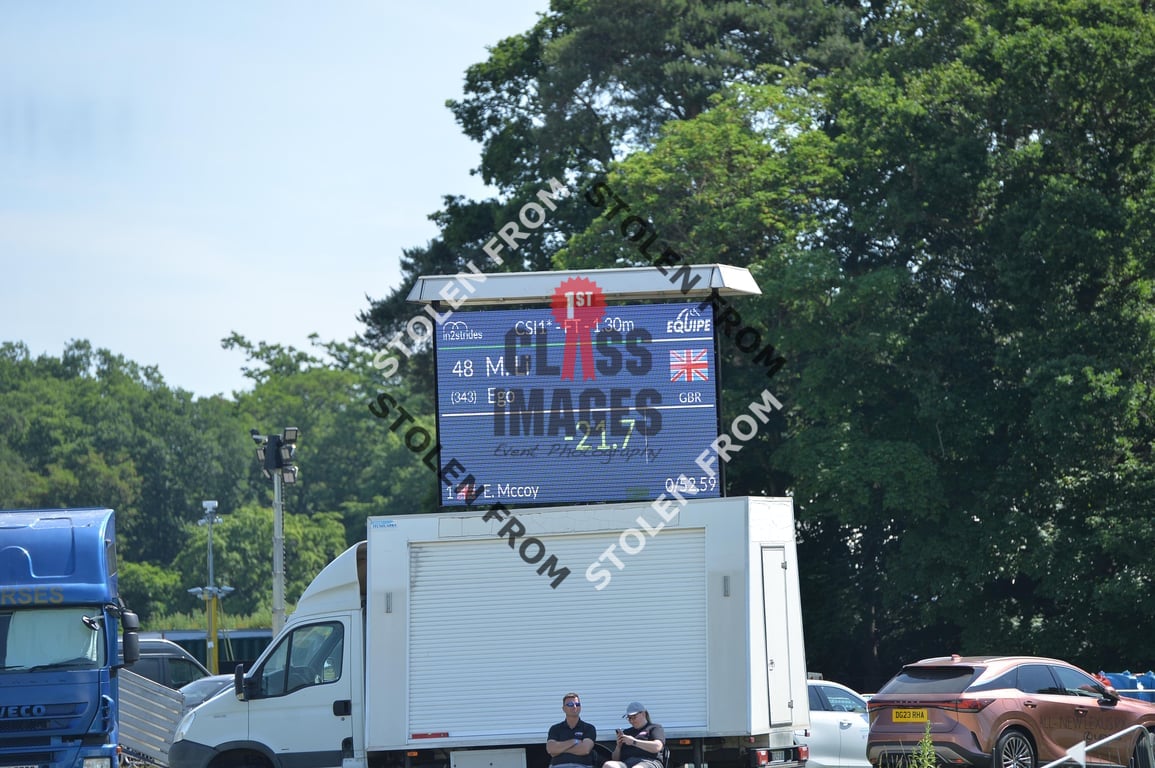 in2strides
CSI1* - FT - 1.30m
EQUIPE
48 M.
(343) Ego
GBR
-21.7
1 E. Mccoy
0/52.59
1ST
CLASS
IMAGES
Event Photography
STOLEN FROM
STOLEN FROM
STOLEN FROM
STOLEN FROM
IVECO
DG23 RHA